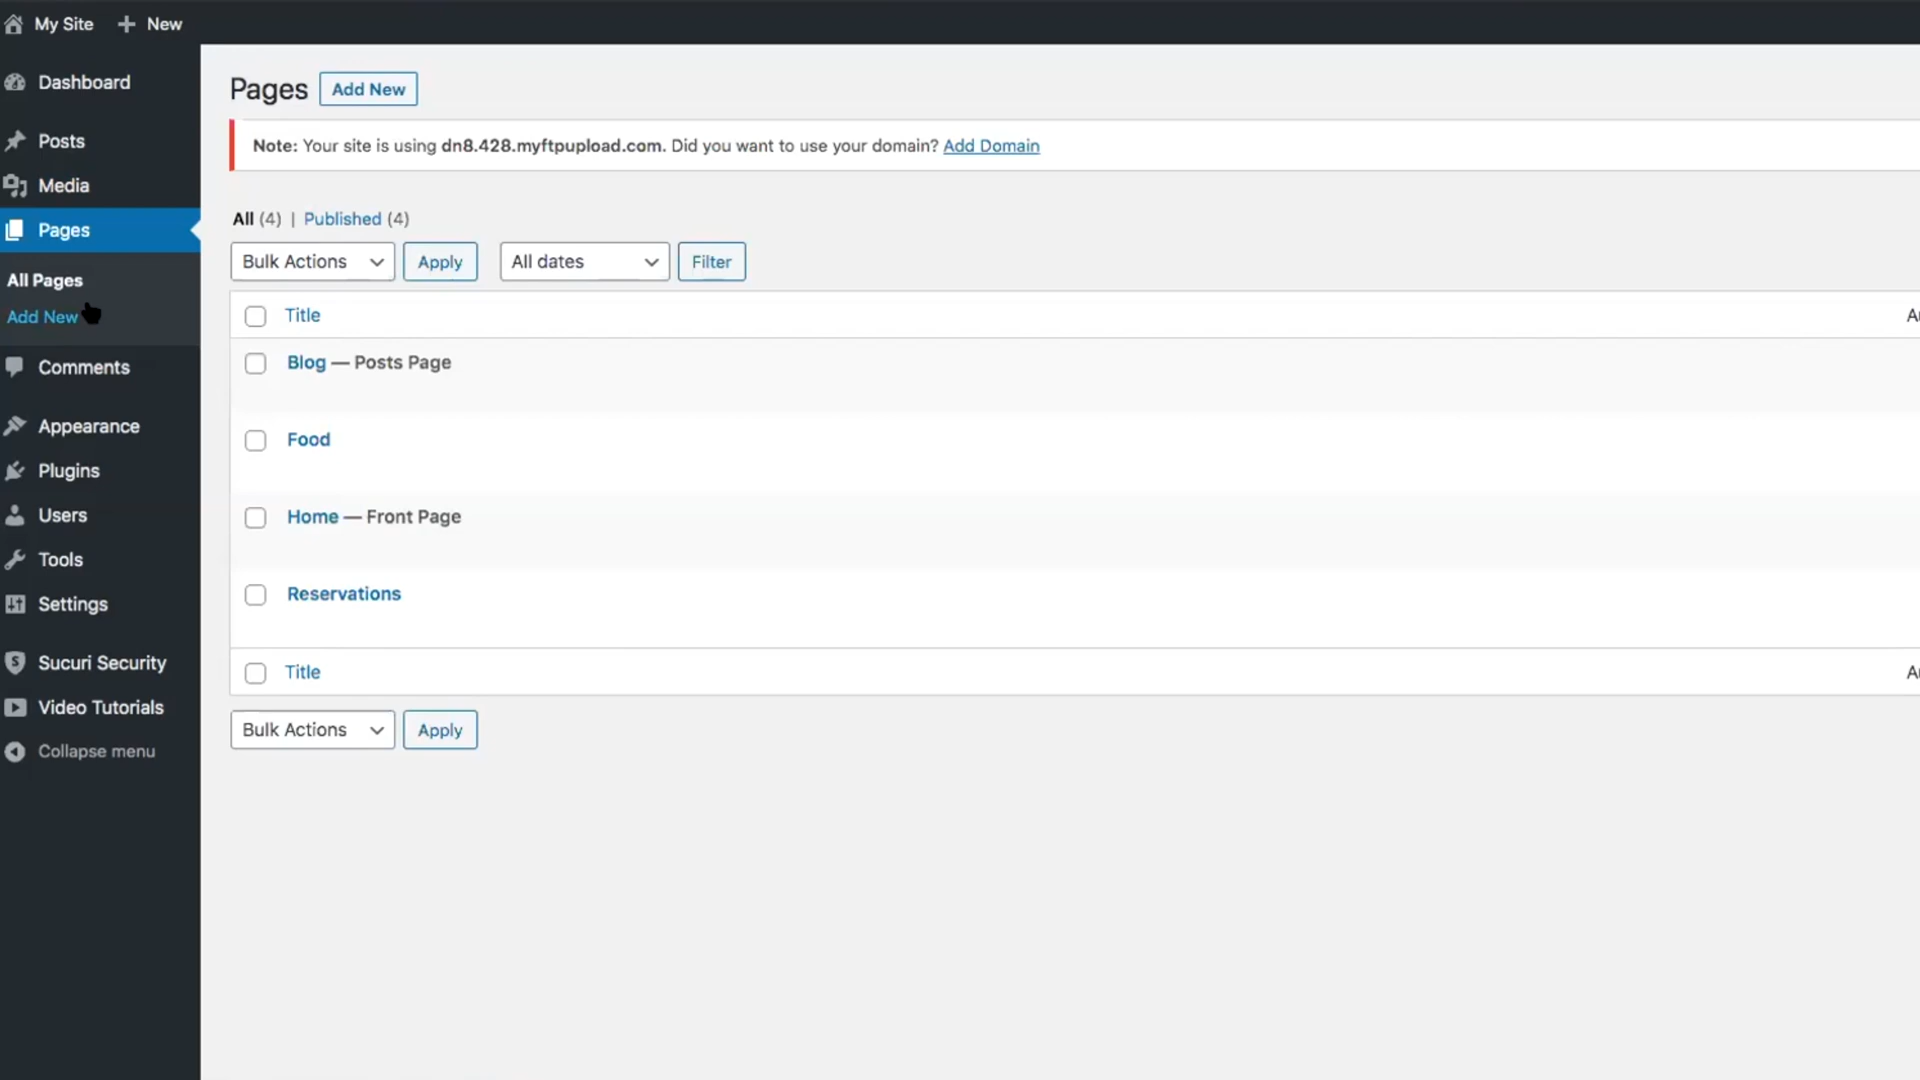 My Site
New
Dashboard
Posts
Media
Pages
All Pages
Add New
Comments
Appearance
Plugins
Users
Tools
Settings
Sucuri Security
Video Tutorials
Collapse menu
Pages
Add New
Note: Your site is using dn8.428.myftpupload.com. Did you want to use your domain? Add Domain
All (4) | Published (4)
Bulk Actions
Apply
All dates
Filter
Title
Blog — Posts Page
Food
Home — Front Page
Reservations
Title
Bulk Actions
Apply